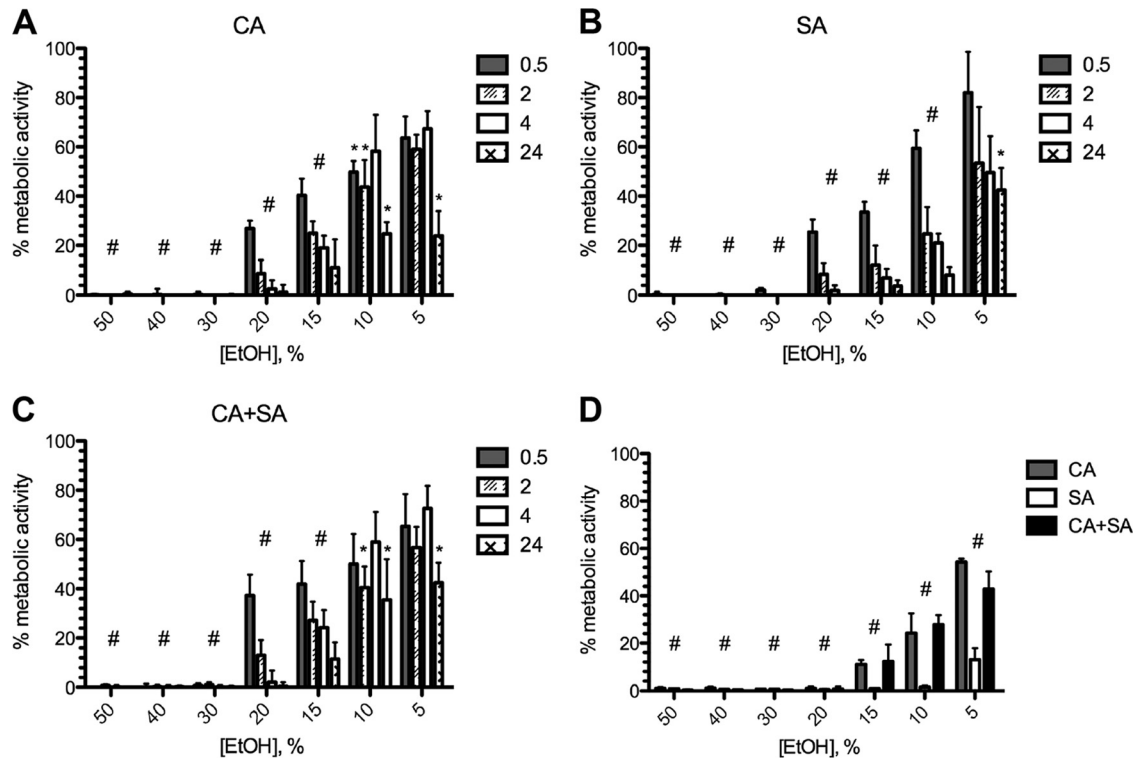 A
CA
% metabolic activity
100
80
60
40
20
0
# # # # # * * * *
50 40 30 20 15 10 5
[EtOH], %
0.5
2
4
24
B
SA
% metabolic activity
100
80
60
40
20
0
# # # # # # *
50 40 30 20 15 10 5
[EtOH], %
0.5
2
4
24
C
CA+SA
% metabolic activity
100
80
60
40
20
0
# # # # # * * *
50 40 30 20 15 10 5
[EtOH], %
0.5
2
4
24
D
% metabolic activity
100
80
60
40
20
0
# # # # # # #
50 40 30 20 15 10 5
[EtOH], %
CA
SA
CA+SA